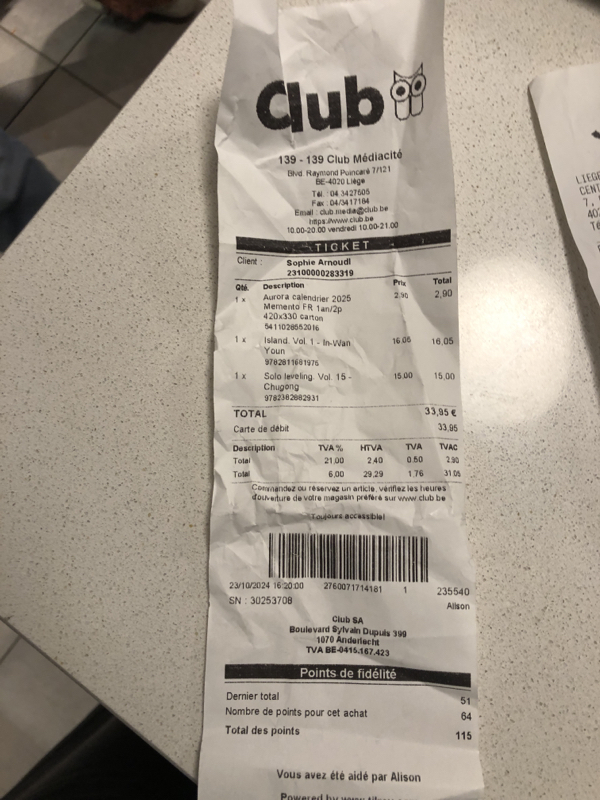 Club
139 - 139 Club Médiacité
Blvd. Raymond Poincaré 7/121
BE-4020 Liège
Tél. : 04 3427605
Fax : 04/3417164
Email : club.media@club.be
https://www.club.be
10.00-20.00 vendredi 10.00-21.00
TICKET
Client : Sophie Arnoudi
23100000283319
Qté. Description Prix Total
1 x Aurora calendrier 2025 2,90 2,90
Memento FR 1an/2p
420x330 carton
5411028552016
1 x Island. Vol. 1 - In-Wan 16,05 16,05
Youn
9782811681975
1 x Solo leveling. Vol. 15 - 15,00 15,00
Chugong
9782382882931
TOTAL 33,95 €
Carte de débit 33,95
Description TVA % HTVA TVA TVAC
Total 21,00 2,40 0,50 2,90
Total 6,00 29,29 1,76 31,05
Commandez ou réservez un article, vérifiez les heures
d'ouverture de votre magasin préféré sur www.club.be
Toujours accessible!
23/10/2024 16:20:00 2760071714181 1 235540
SN : 30253708 Alison
Club SA
Boulevard Sylvain Dupuis 399
1070 Anderlecht
TVA BE-0415.167.423
Points de fidélité
Dernier total 51
Nombre de points pour cet achat 64
Total des points 115
Vous avez été aidé par Alison
Powered by